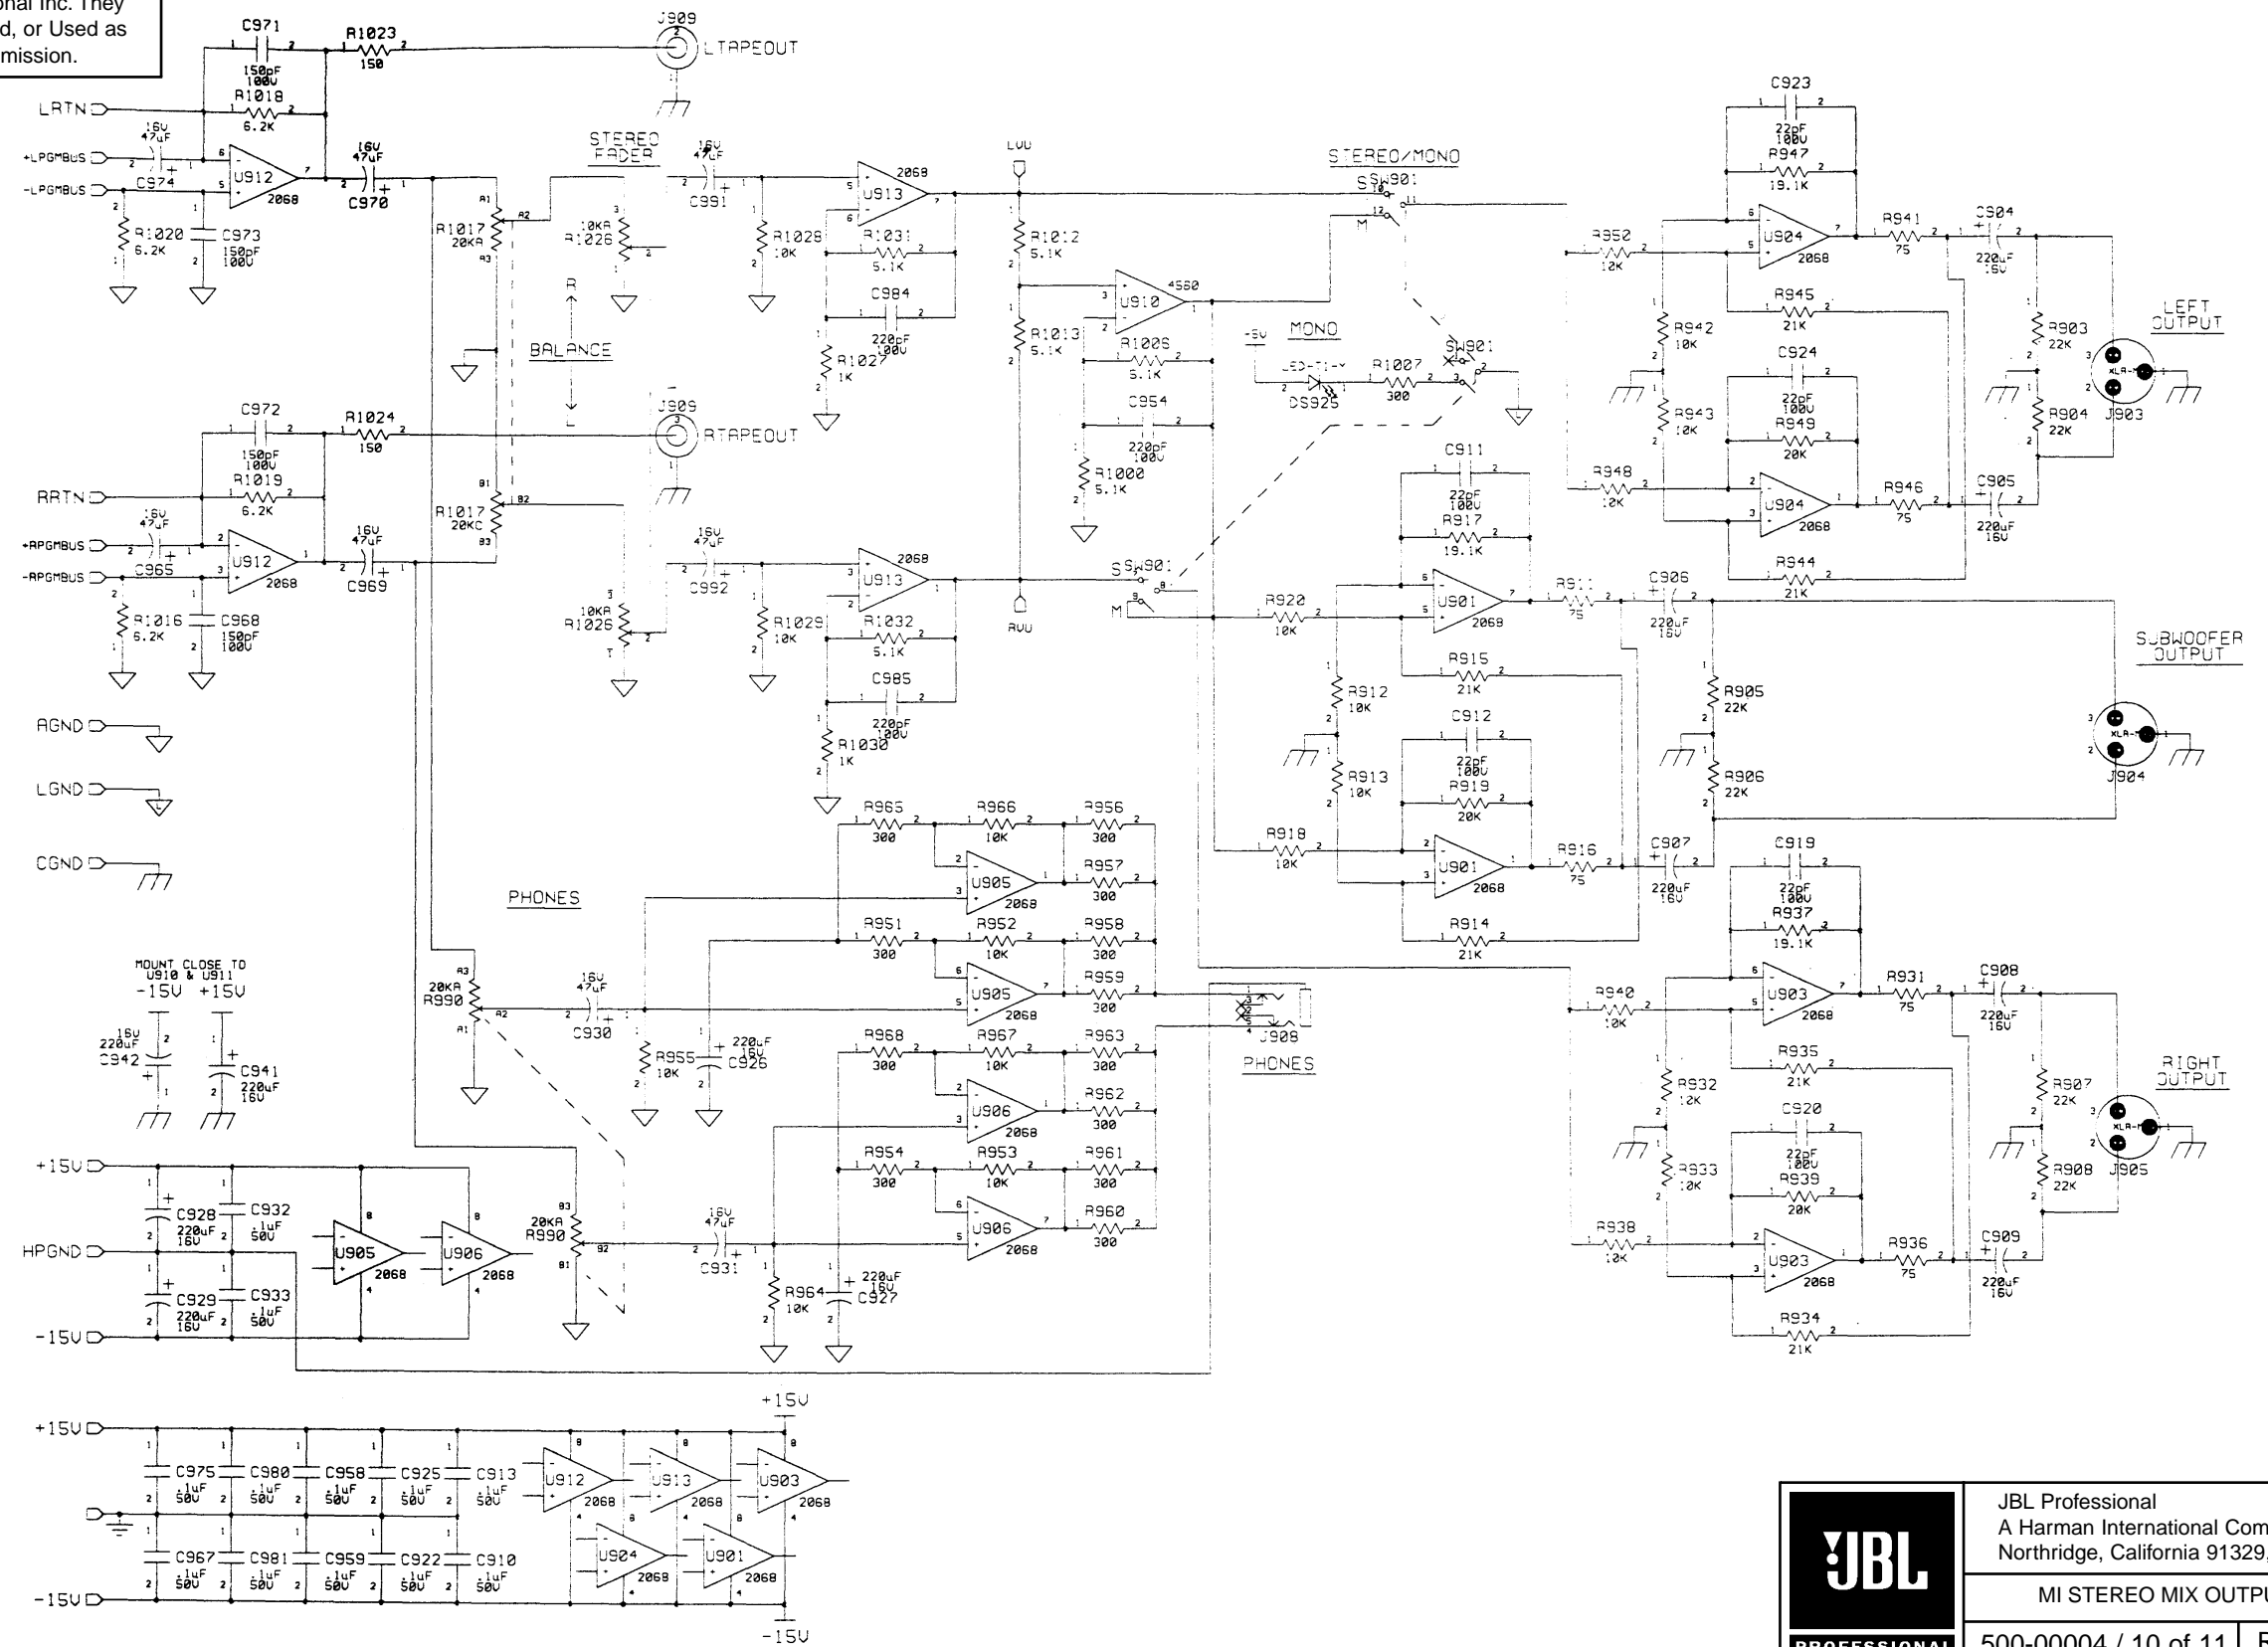 onal Inc. They
d, or Used as
mission.
C971
150pF
100V
R1018
6.2K
R1023
150
J909
LTAPEOUT
LRTN
+LPGMBUS
-LPGMBUS
16V
47uF
C974
U912
2068
16V
47uF
C970
R1020
6.2K
C973
150pF
100V
R1017
20KA
STEREO
FADER
10KA
R1026
16V
47uF
C991
R1028
10K
U913
2068
R1031
5.1K
C984
220pF
100V
R1027
1K
BALANCE
R
L
LVU
R1012
5.1K
R1013
5.1K
U910
4560
R1006
5.1K
C954
220pF
100V
R1000
5.1K
STEREO/MONO
S
SW901
M
MONO
DS925
R1007
300
SW901
C923
22pF
100V
R947
19.1K
R950
10K
U904
2068
R941
75
C904
220uF
16V
R945
21K
R942
10K
R943
10K
C924
22pF
100V
R949
20K
R948
10K
U904
2068
R946
75
C905
220uF
16V
R944
21K
R903
22K
R904
22K
LEFT
OUTPUT
J903
C972
150pF
100V
R1019
6.2K
R1024
150
J909
RTAPEOUT
RRTN
+RPGMBUS
-RPGMBUS
16V
47uF
C965
U912
2068
16V
47uF
C969
R1016
6.2K
C968
150pF
100V
R1017
20KC
10KA
R1026
16V
47uF
C992
R1029
10K
U913
2068
R1032
5.1K
C985
220pF
100V
R1030
1K
RVU
S
SW901
M
C911
22pF
100V
R917
19.1K
R920
10K
U901
2068
R911
75
C906
220uF
16V
R915
21K
R912
10K
R913
10K
C912
22pF
100V
R919
20K
R918
10K
U901
2068
R916
75
C907
220uF
16V
R914
21K
R905
22K
R906
22K
SUBWOOFER
OUTPUT
J904
AGND
LGND
CGND
PHONES
R965
300
R966
10K
R956
300
U905
2068
R957
300
R951
300
R952
10K
R958
300
U905
2068
R959
300
20KA
R990
16V
47uF
C930
R955
10K
220uF
16V
C926
R968
300
R967
10K
R963
300
U906
2068
R962
300
R954
300
R953
10K
R961
300
U906
2068
R960
300
J908
PHONES
20KA
R990
16V
47uF
C931
R964
10K
220uF
16V
C927
C919
22pF
100V
R937
19.1K
R940
10K
U903
2068
R931
75
C908
220uF
16V
R935
21K
R932
10K
R933
10K
C920
22pF
100V
R939
20K
R938
10K
U903
2068
R936
75
C909
220uF
16V
R934
21K
R907
22K
R908
22K
RIGHT
OUTPUT
J905
MOUNT CLOSE TO
U910 & U911
-15V +15V
16V
220uF
C942
C941
220uF
16V
+15V
HPGND
-15V
C928
220uF
16V
C932
.1uF
50V
C929
220uF
16V
C933
.1uF
50V
U905
2068
U906
2068
+15V
-15V
C975
.1uF
50V
C980
.1uF
50V
C958
.1uF
50V
C925
.1uF
50V
C913
.1uF
50V
C967
.1uF
50V
C981
.1uF
50V
C959
.1uF
50V
C922
.1uF
50V
C910
.1uF
50V
U912
2068
U913
2068
U903
2068
U904
2068
U901
2068
+15V
-15V
JBL
PROFESSIONAL
JBL Professional
A Harman International Com
Northridge, California 91329,
MI STEREO MIX OUTPU
500-00004 / 10 of 11